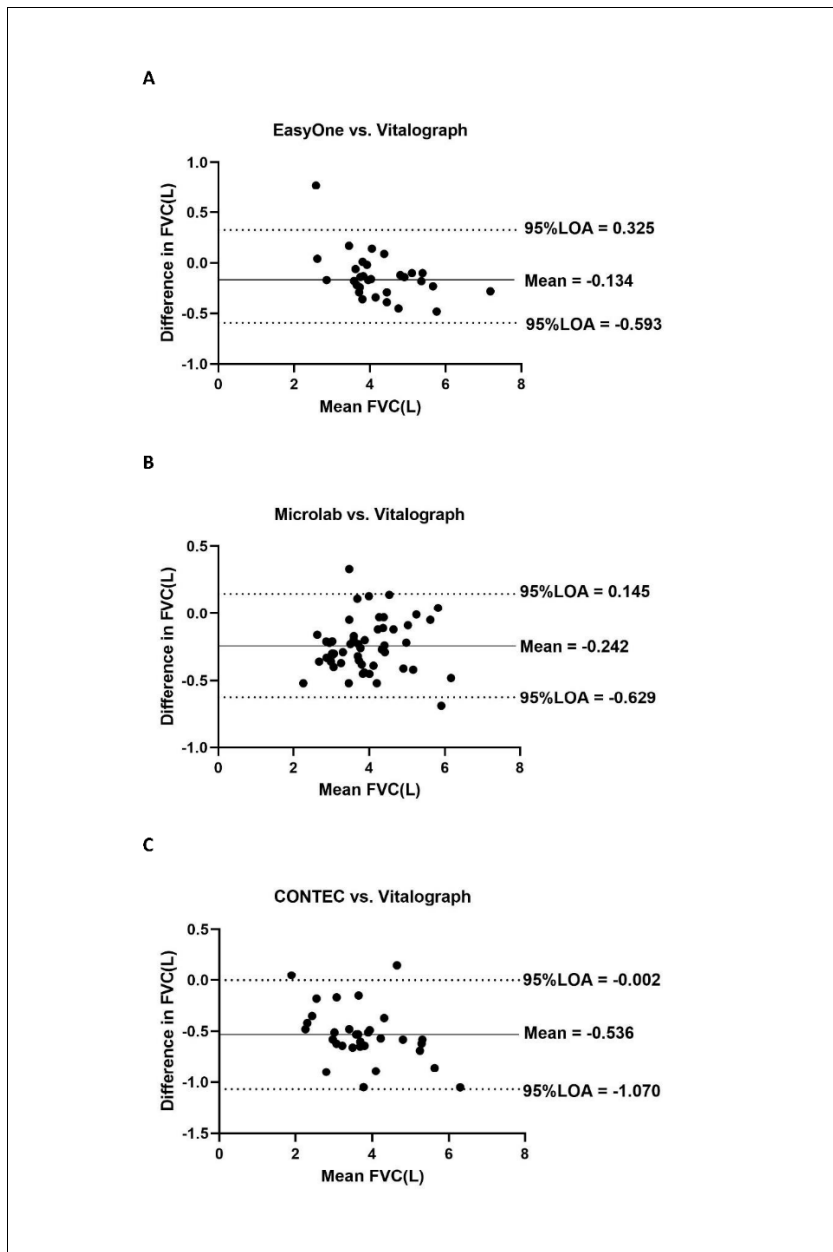 A
EasyOne vs. Vitalograph
Difference in FVC(L)
1.0
0.5
0.0
-0.5
-1.0
95%LOA = 0.325
Mean = -0.134
95%LOA = -0.593
0 2 4 6 8
Mean FVC(L)
B
Microlab vs. Vitalograph
Difference in FVC(L)
0.5
0.0
-0.5
-1.0
95%LOA = 0.145
Mean = -0.242
95%LOA = -0.629
0 2 4 6 8
Mean FVC(L)
C
CONTEC vs. Vitalograph
Difference in FVC(L)
0.5
0.0
-0.5
-1.0
-1.5
95%LOA = -0.002
Mean = -0.536
95%LOA = -1.070
0 2 4 6 8
Mean FVC(L)